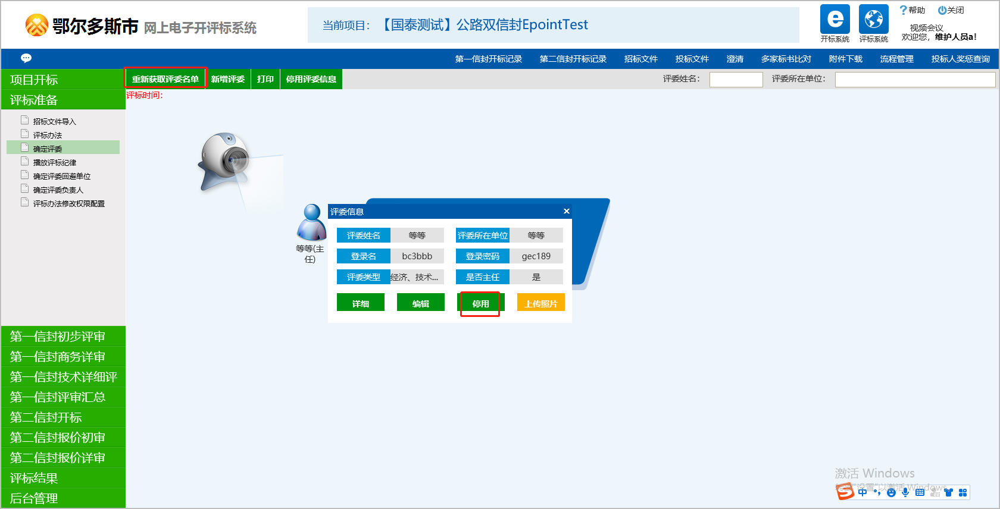 鄂尔多斯市 网上电子开评标系统
当前项目： 【国泰测试】公路双信封EpointTest
开标系统
评标系统
帮助
关闭
视频会议
欢迎您，维护人员a!
第一信封开标记录
第二信封开标记录
招标文件
投标文件
澄清
多家标书比对
附件下载
流程管理
投标人奖惩查询
项目开标
评标准备
招标文件导入
评标办法
确定评委
播放评标纪律
确定评委回避单位
确定评委负责人
评标办法修改权限配置
第一信封初步评审
第一信封商务详审
第一信封技术详细评
第一信封评审汇总
第二信封开标
第二信封报价初审
第二信封报价详审
评标结果
后台管理
重新获取评委名单
新增评委
打印
停用评委信息
评委姓名：
评委所在单位：
评标时间：
等等(主
任)
评委信息
评委姓名 等等 评委所在单位 等等
登录名 bc3bbb 登录密码 gec189
评委类型 经济、技术... 是否主任 是
详细 编辑 停用 上传照片
激活 Windows
转到"设置"以激活 Windows。
中